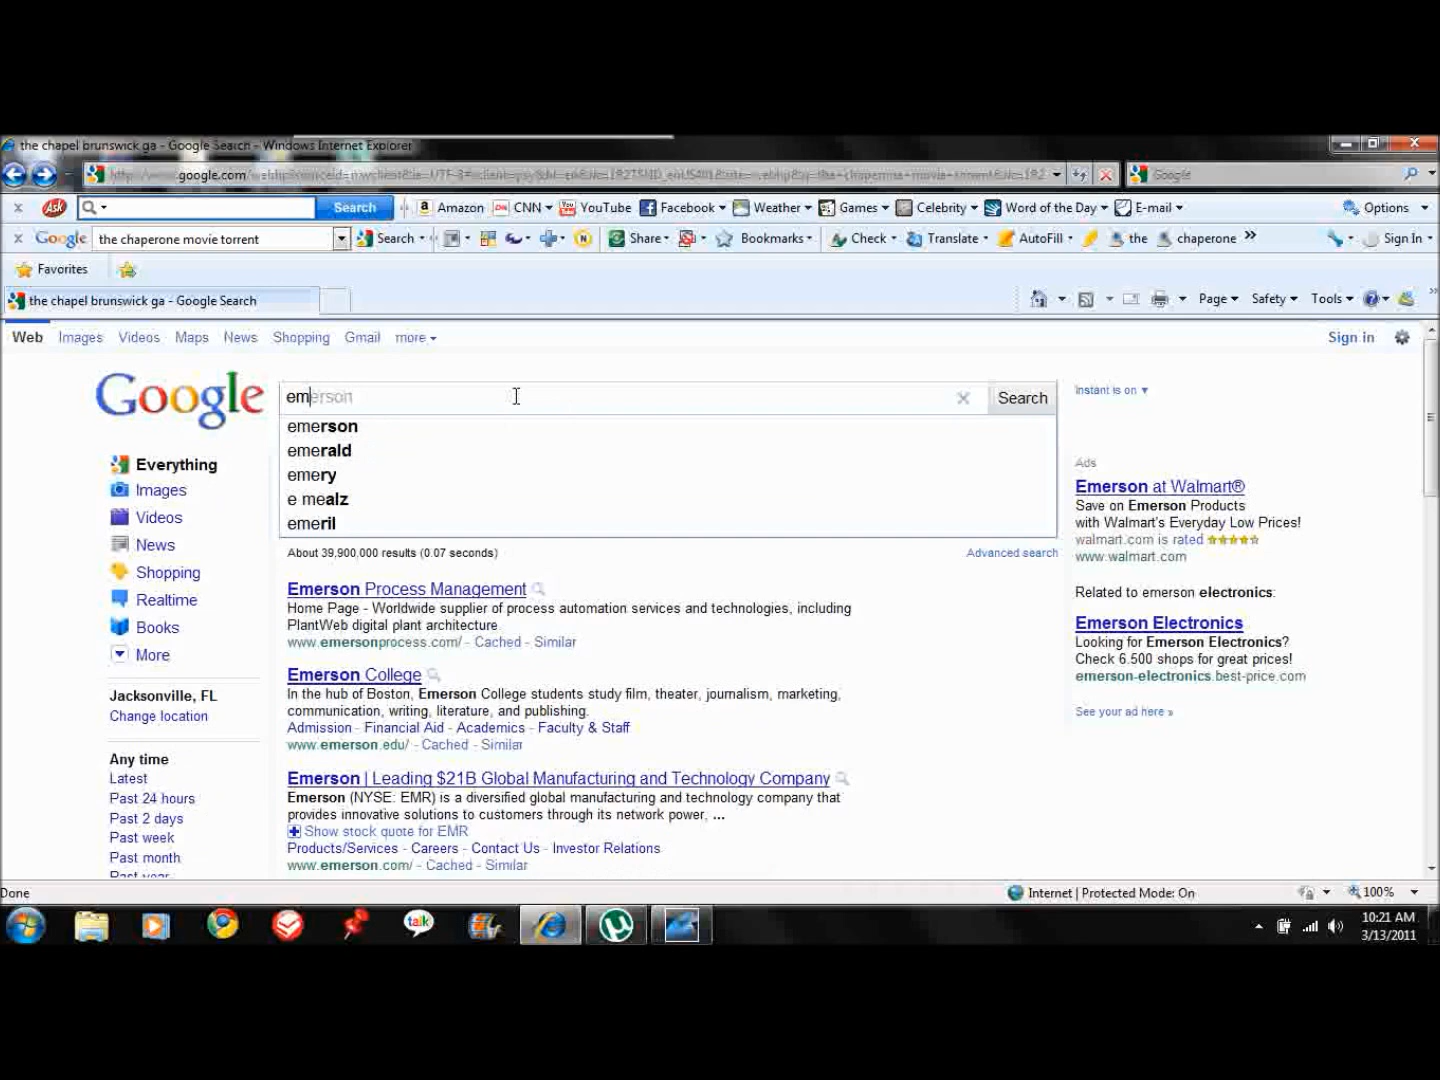 the chapel brunswick ga - Google Search - Windows Internet Explorer
google.com
Google
Ask
Search
Amazon CNN YouTube Facebook Weather Games Celebrity Word of the Day E-mail Options
Google the chaperone movie torrent Search Share Bookmarks Check Translate AutoFill the chaperone Sign In
Favorites
the chapel brunswick ga - Google Search
Page Safety Tools
Web Images Videos Maps News Shopping Gmail more
Sign in
Google
emerson
Search
Instant is on
emerson
emerald
emery
e mealz
emeril
Everything
Images
Videos
News
Shopping
Realtime
Books
More
Jacksonville, FL
Change location
Any time
Latest
Past 24 hours
Past 2 days
Past week
Past month
Past year
About 39,900,000 results (0.07 seconds)
Advanced search
Emerson Process Management
Home Page - Worldwide supplier of process automation services and technologies, including
PlantWeb digital plant architecture.
www.emersonprocess.com/ - Cached - Similar
Emerson College
In the hub of Boston, Emerson College students study film, theater, journalism, marketing,
communication, writing, literature, and publishing.
Admission - Financial Aid - Academics - Faculty & Staff
www.emerson.edu/ - Cached - Similar
Emerson | Leading $21B Global Manufacturing and Technology Company
Emerson (NYSE: EMR) is a diversified global manufacturing and technology company that
provides innovative solutions to customers through its network power, ...
Show stock quote for EMR
Products/Services - Careers - Contact Us - Investor Relations
www.emerson.com/ - Cached - Similar
Ads
Emerson at Walmart®
Save on Emerson Products
with Walmart's Everyday Low Prices!
walmart.com is rated
www.walmart.com
Related to emerson electronics:
Emerson Electronics
Looking for Emerson Electronics?
Check 6.500 shops for great prices!
emerson-electronics.best-price.com
See your ad here »
Done
Internet | Protected Mode: On
100%
talk
10:21 AM
3/13/2011